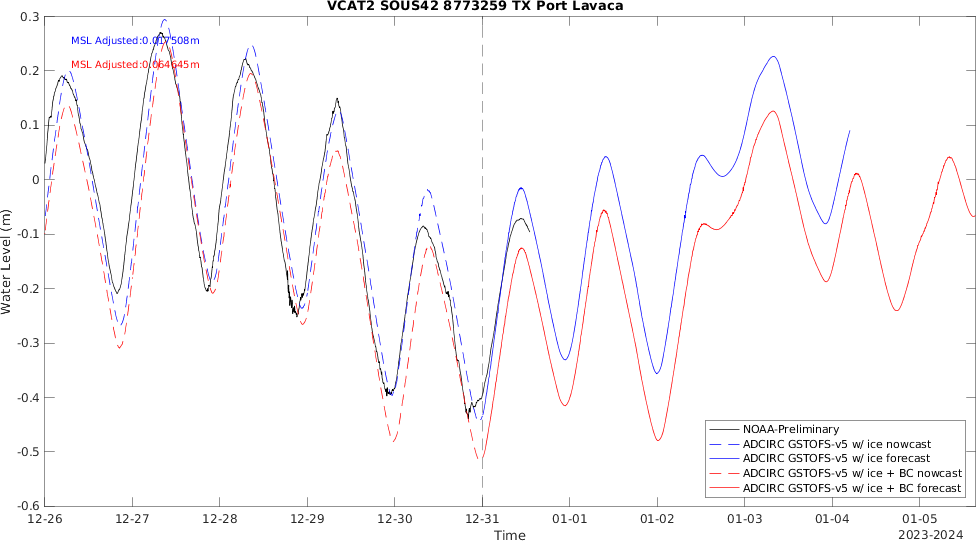 VCAT2 SOUS42 8773259 TX Port Lavaca
MSL Adjusted:0.017508m
MSL Adjusted:0.064645m
0.3
0.2
0.1
0
-0.1
-0.2
-0.3
-0.4
-0.5
-0.6
Water Level (m)
NOAA-Preliminary
ADCIRC GSTOFS-v5 w/ ice nowcast
ADCIRC GSTOFS-v5 w/ ice forecast
ADCIRC GSTOFS-v5 w/ ice + BC nowcast
ADCIRC GSTOFS-v5 w/ ice + BC forecast
12-26 12-27 12-28 12-29 12-30 12-31 01-01 01-02 01-03 01-04 01-05
Time
2023-2024